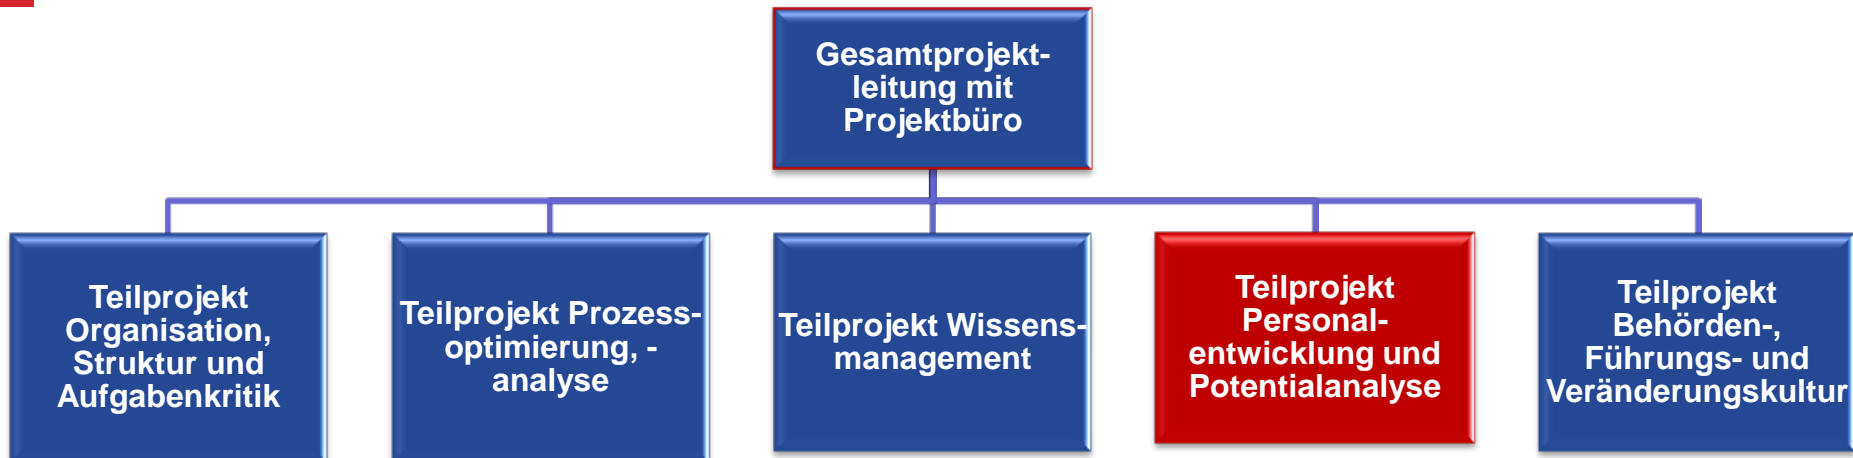 Gesamtprojekt-
leitung mit
Projektbüro
Teilprojekt
Organisation,
Struktur und
Aufgabenkritik
Teilprojekt Prozess-
optimierung, -
analyse
Teilprojekt Wissens-
management
Teilprojekt
Personal-
entwicklung und
Potentialanalyse
Teilprojekt
Behörden-,
Führungs- und
Veränderungskultur